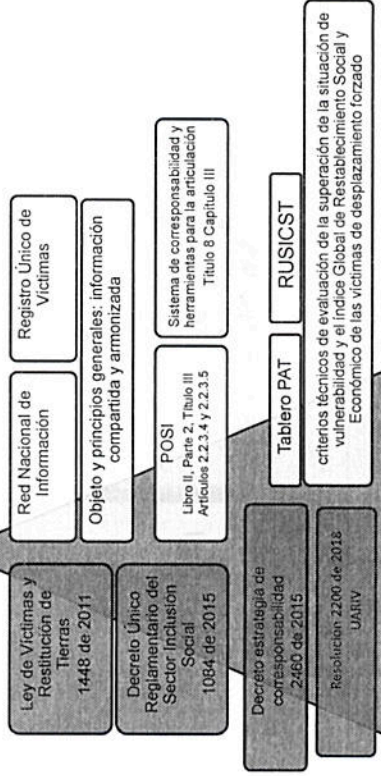 Ley de Víctimas y
Restitución de
Tierras
1448 de 2011
Red Nacional de
Información
Registro Único de
Víctimas
Objeto y principios generales: información
compartida y armonizada
Decreto Único
Reglamentario del
Sector Inclusión
Social
1084 de 2015
POSI
Libro II, Parte 2, Título III
Artículos 2.2.3.4 y 2.2.3.5
Sistema de corresponsabilidad y
herramientas para la articulación
Título 8 Capítulo III
Decreto estrategia de
corresponsabilidad
2460 de 2015
Tablero PAT
RUSICST
Resolución 2200 de 2018
UARIV
criterios técnicos de evaluación de la superación de la situación de
vulnerabilidad y el índice Global de Restablecimiento Social y
Económico de las víctimas de desplazamiento forzado